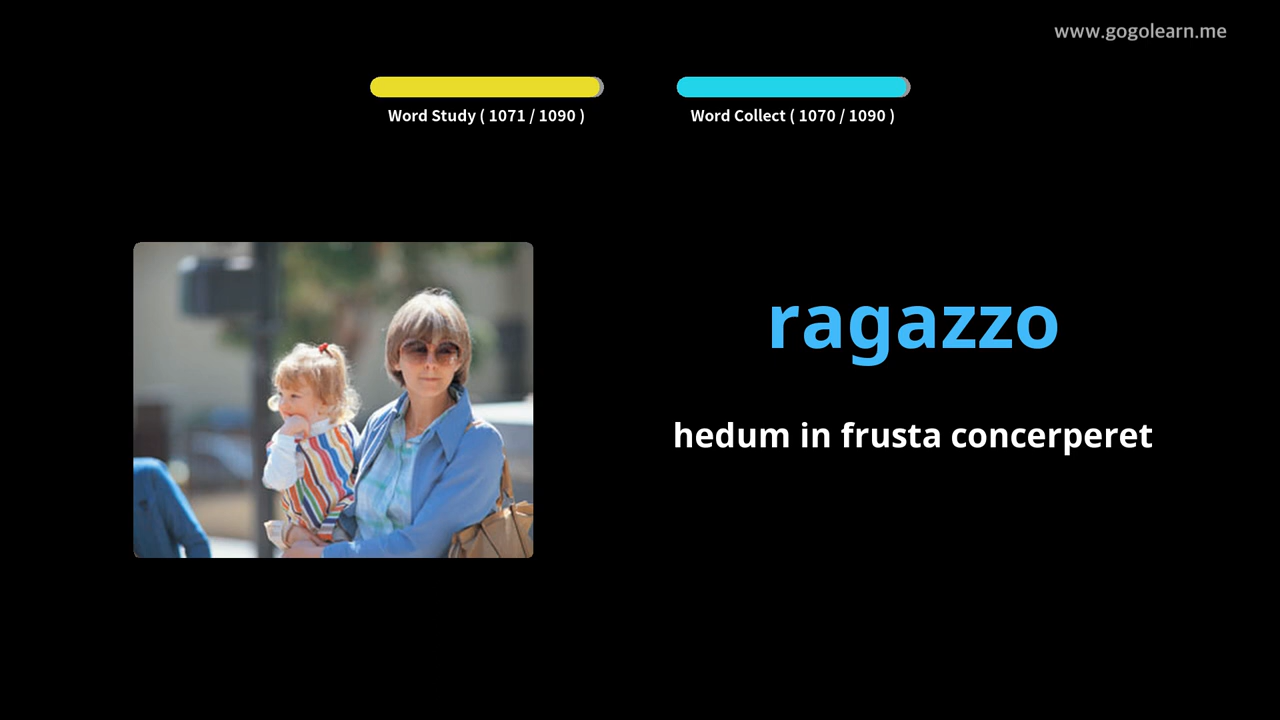 www.gogolearn.me
Word Study ( 1071 / 1090 )
Word Collect ( 1070 / 1090 )
ragazzo
hedum in frusta concerperet